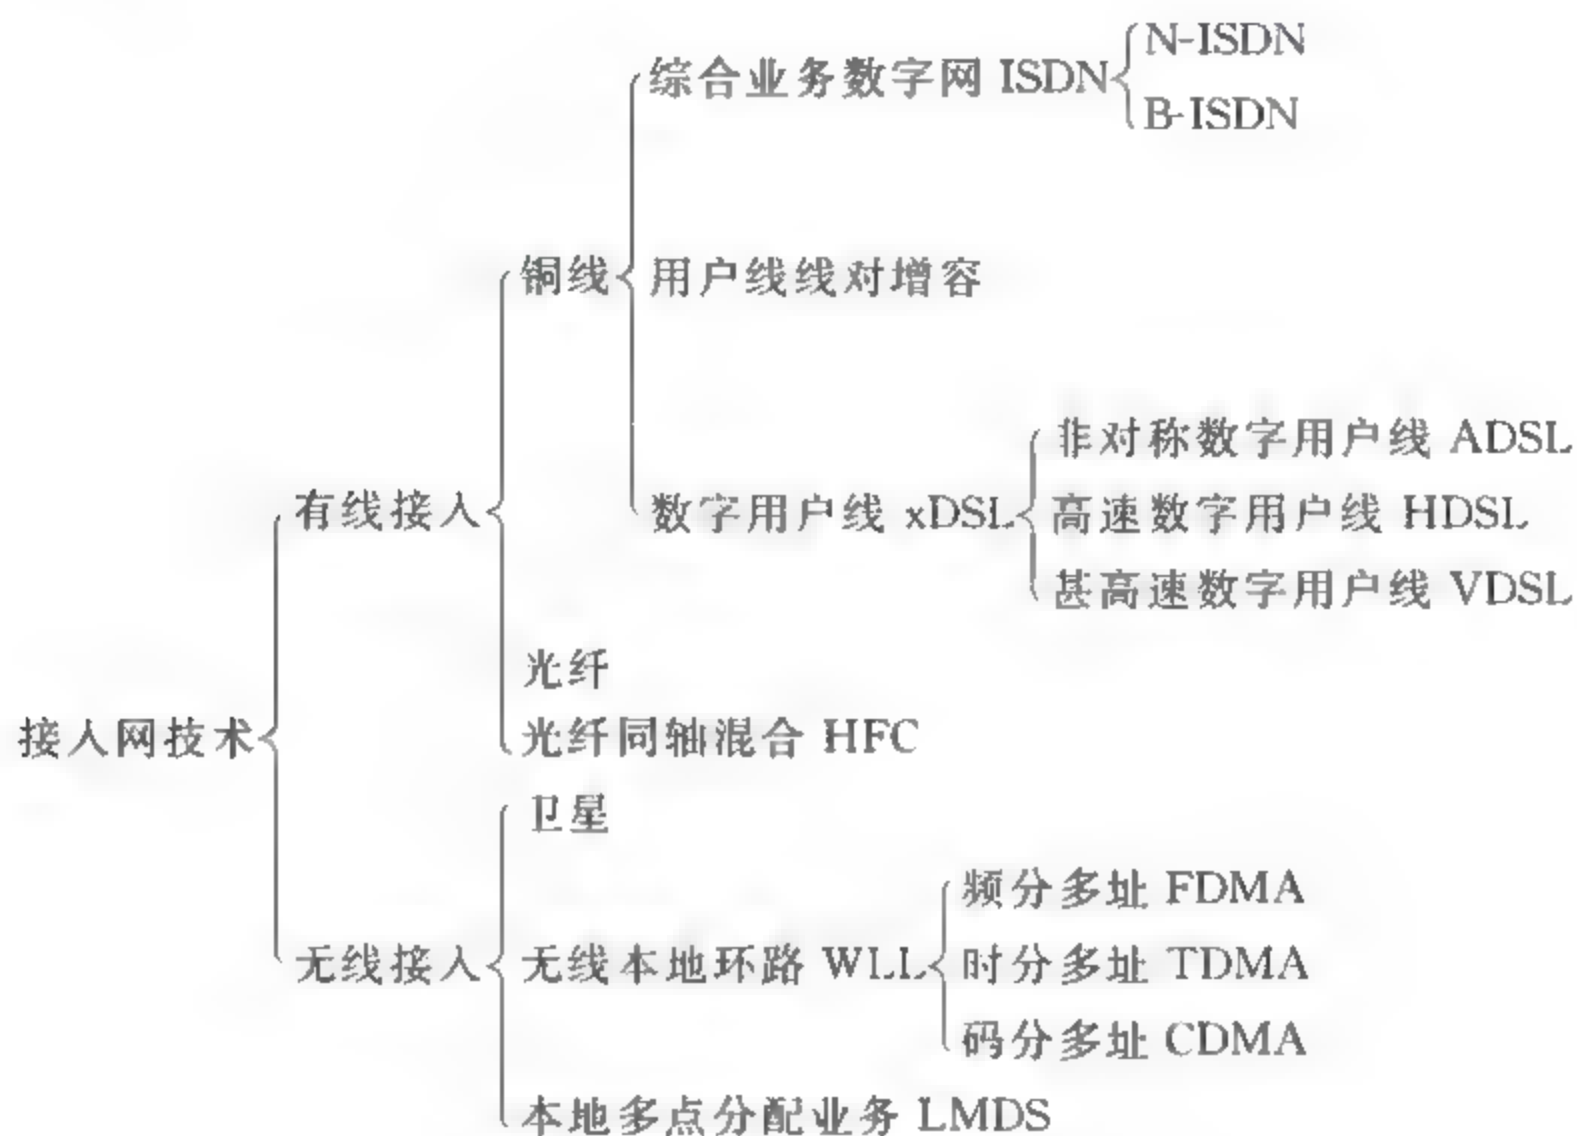 N-ISDN
综合业务数字网 ISDN
B-ISDN
铜线
用户线线对增容
非对称数字用户线 ADSL
有线接入
数字用户线 xDSL
高速数字用户线 HDSL
甚高速数字用户线 VDSL
光纤
接入网技术
光纤同轴混合 HFC
卫星
频分多址 FDMA
无线接入
无线本地环路 WLL
时分多址 TDMA
码分多址 CDMA
本地多点分配业务 LMDS